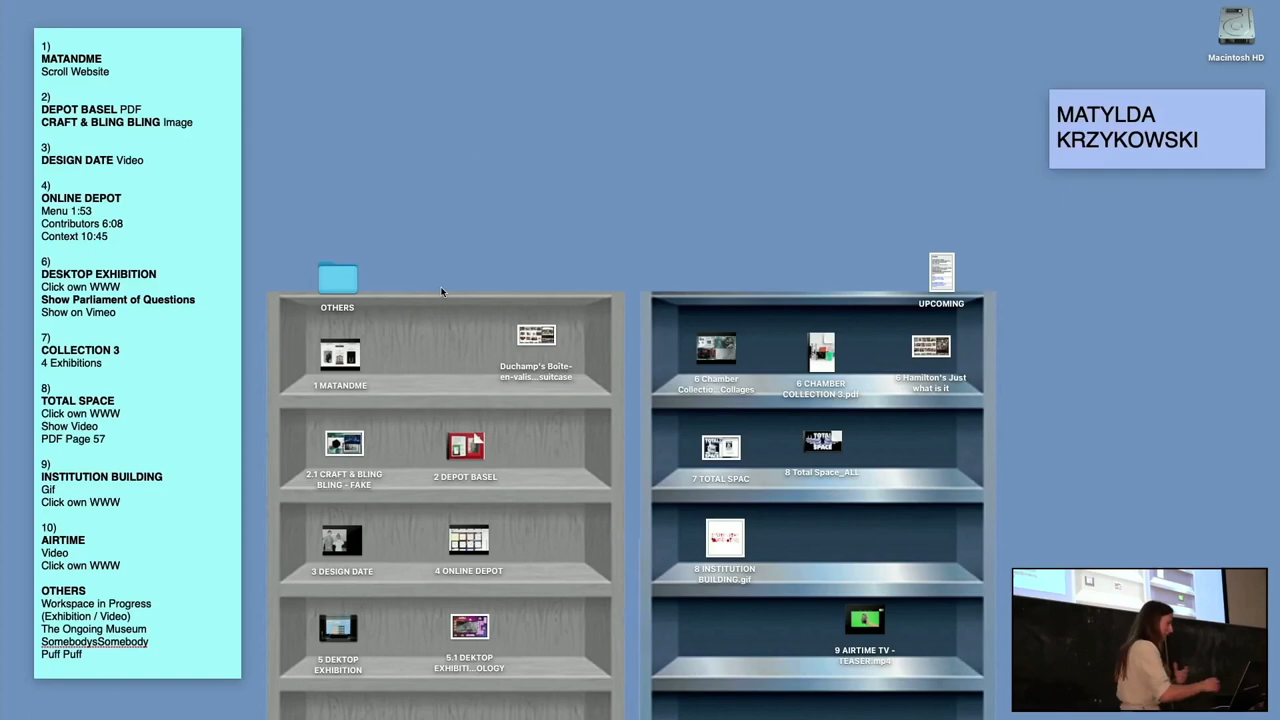 1)
MATANDME
Scroll Website
2)
DEPOT BASEL PDF
CRAFT & BLING BLING Image
3)
DESIGN DATE Video
4)
ONLINE DEPOT
Menu 1:53
Contributors 6:08
Context 10:45
6)
DESKTOP EXHIBITION
Click own WWW
Show Parliament of Questions
Show on Vimeo
7)
COLLECTION 3
4 Exhibitions
8)
TOTAL SPACE
Click own WWW
Show Video
PDF Page 57
9)
INSTITUTION BUILDING
Gif
Click own WWW
10)
AIRTIME
Video
Click own WWW
OTHERS
Workspace in Progress
(Exhibition / Video)
The Ongoing Museum
SomebodysSomebody
Puff Puff
OTHERS
1 MATANDME
Duchamp's Boîte-
en-valis...suitcase
2.1 CRAFT & BLING
BLING - FAKE
2 DEPOT BASEL
3 DESIGN DATE
4 ONLINE DEPOT
5 DEKTOP
EXHIBITION
5.1 DEKTOP
EXHIBITI...OLOGY
UPCOMING
6 Chamber
Collectio...Collages
6 CHAMBER
COLLECTION 3.pdf
6 Hamilton's Just
what is it
7 TOTAL SPAC
8 Total Space_ALL
8 INSTITUTION
BUILDING.gif
9 AIRTIME TV -
TEASER.mp4
Macintosh HD
MATYLDA
KRZYKOWSKI